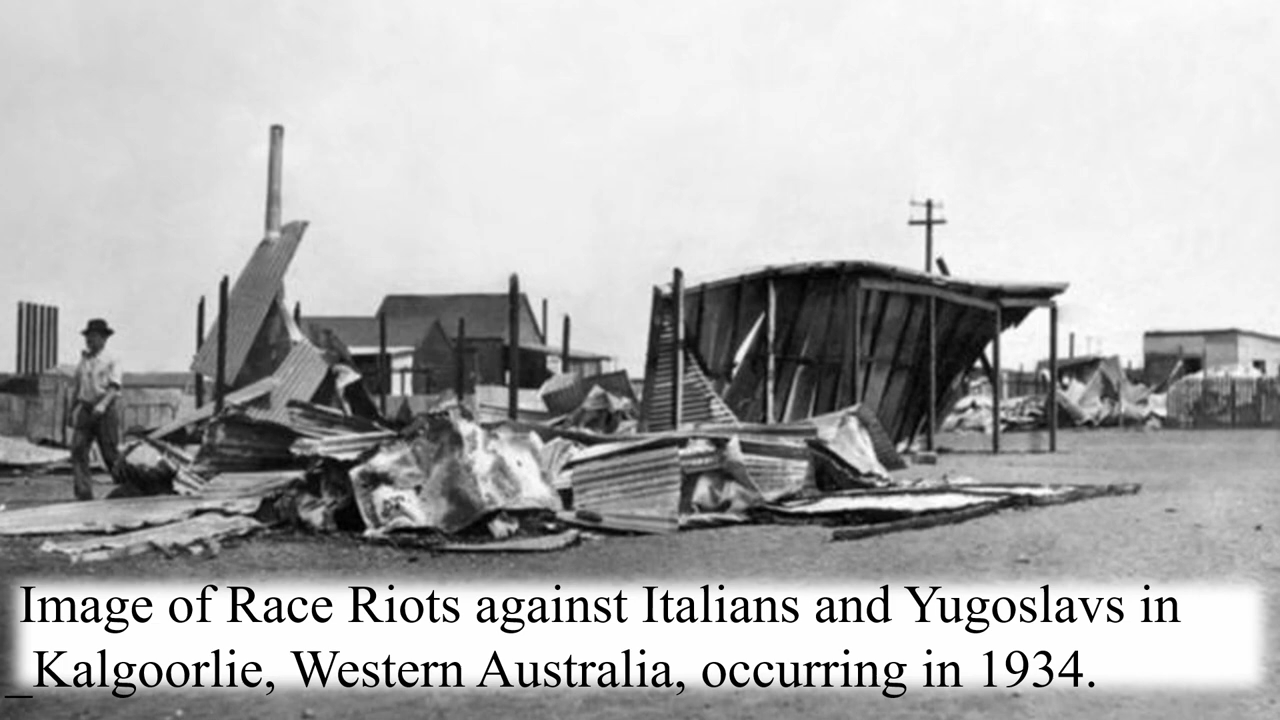 Image of Race Riots against Italians and Yugoslavs in
_Kalgoorlie, Western Australia, occurring in 1934.